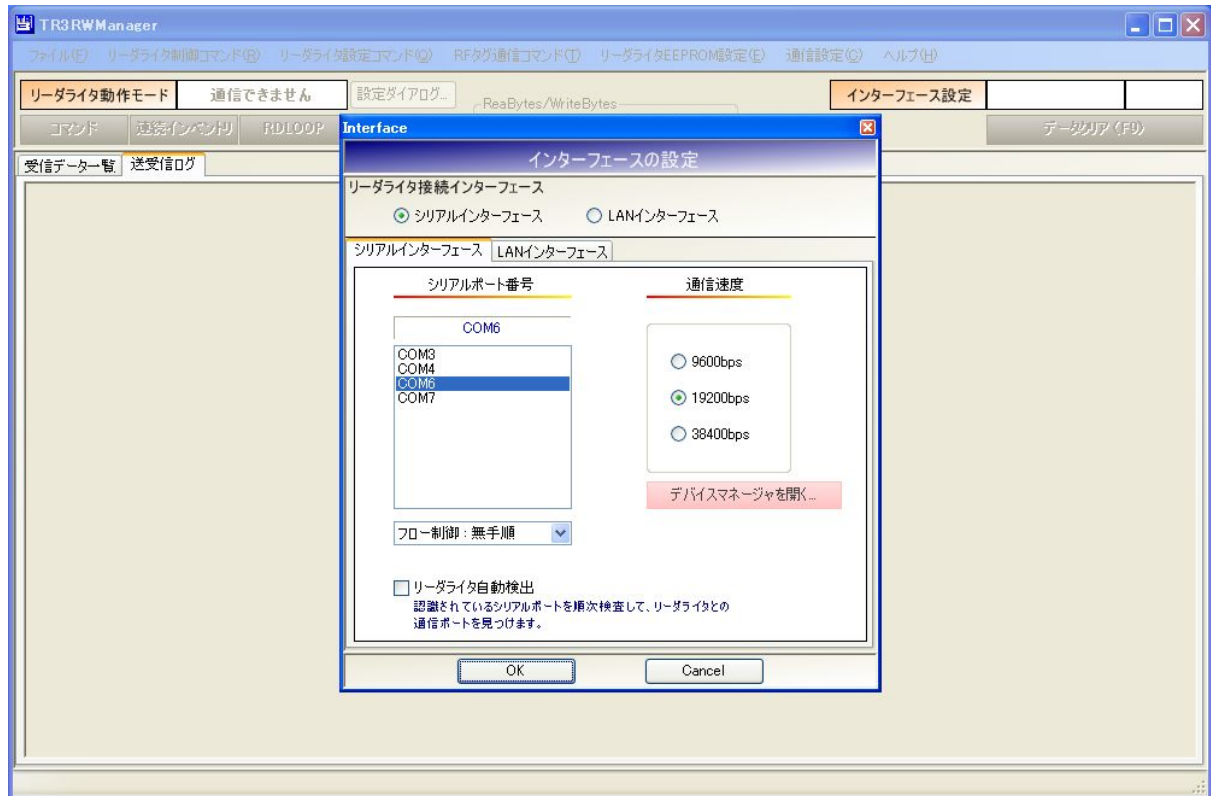 TR3RWManager
ファイル(F) リーダライタ制御コマンド(R) リーダライタ設定コマンド(Q) RFタグ通信コマンド(T) リーダライタEEPROM設定(E) 通信設定(C) ヘルプ(H)
リーダライタ動作モード 通信できません 設定ダイアログ... ReaBytes/WriteBytes インターフェース設定
コマンド 連続インベントリ RDLOOP データクリア (F9)
受信データ一覧 送受信ログ
Interface
インターフェースの設定
リーダライタ接続インターフェース
シリアルインターフェース LANインターフェース
シリアルインターフェース LANインターフェース
シリアルポート番号 通信速度
COM6
COM3
COM4
COM6
COM7
9600bps
19200bps
38400bps
デバイスマネージャを開く...
フロー制御:無手順
リーダライタ自動検出
認識されているシリアルポートを順次検査して、リーダライタとの
通信ポートを見つけます。
OK Cancel